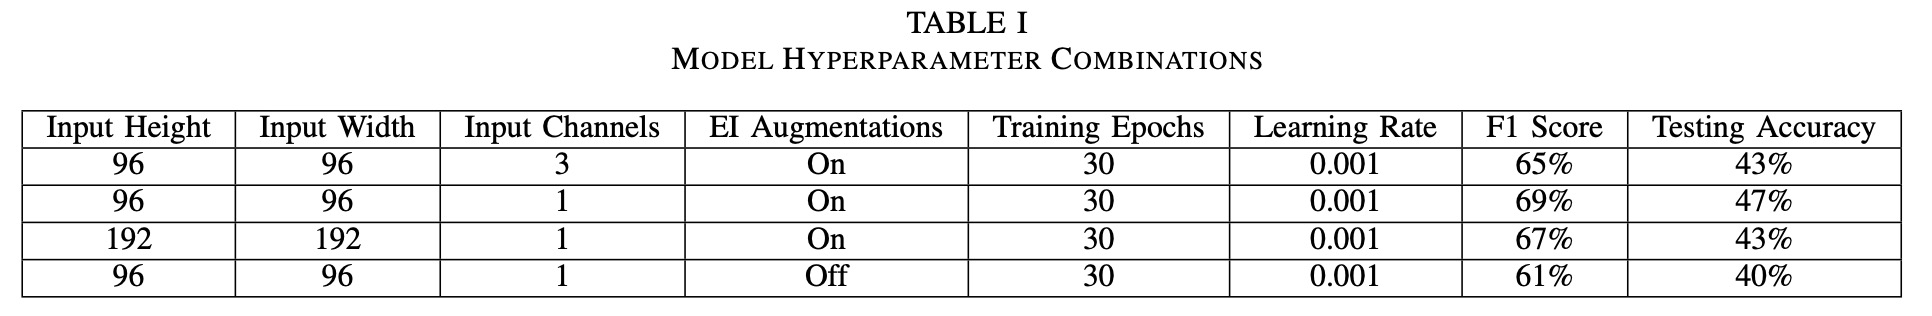 TABLE I
MODEL HYPERPARAMETER COMBINATIONS
Input Height Input Width Input Channels EI Augmentations Training Epochs Learning Rate F1 Score Testing Accuracy
96 96 3 On 30 0.001 65% 43%
96 96 1 On 30 0.001 69% 47%
192 192 1 On 30 0.001 67% 43%
96 96 1 Off 30 0.001 61% 40%